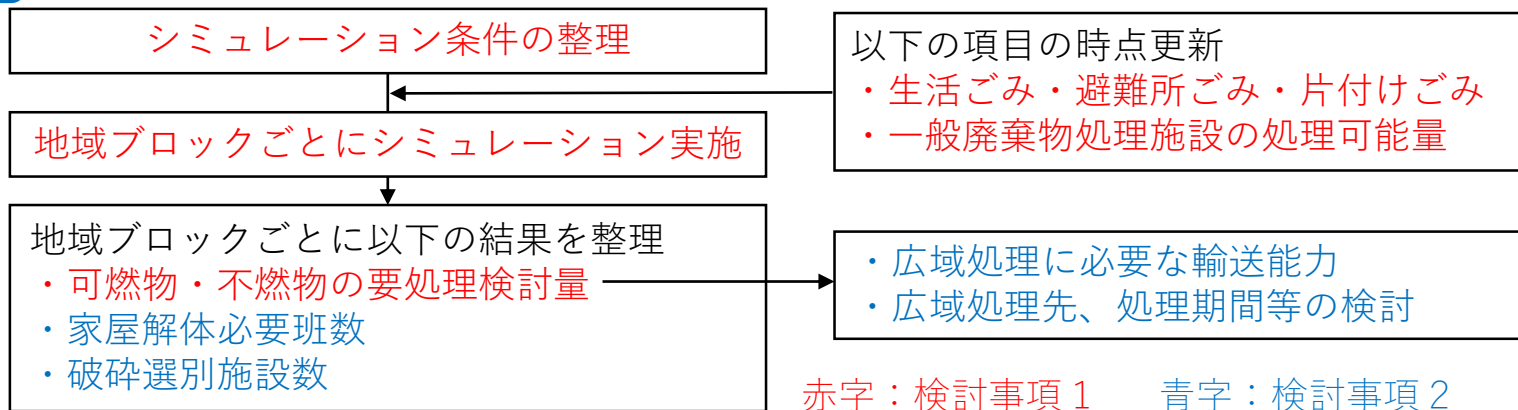 シミュレーション条件の整理
以下の項目の時点更新
・生活ごみ・避難所ごみ・片付けごみ
・一般廃棄物処理施設の処理可能量
地域ブロックごとにシミュレーション実施
地域ブロックごとに以下の結果を整理
・可燃物・不燃物の要処理検討量
・家屋解体必要班数
・破砕選別施設数
・広域処理に必要な輸送能力
・広域処理先、処理期間等の検討
赤字：検討事項１　青字：検討事項２